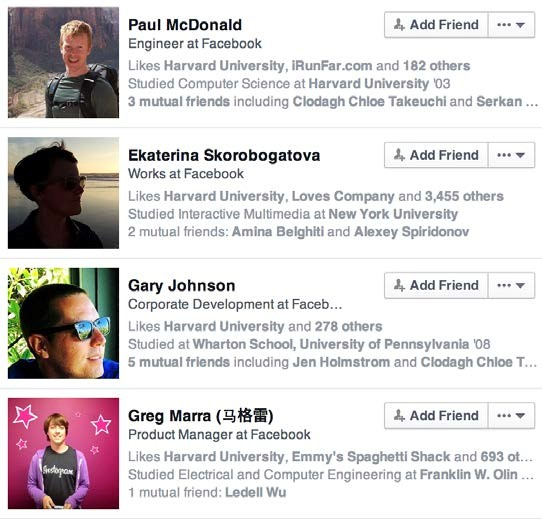 Paul McDonald
Add Friend
Engineer at Facebook
Likes Harvard University, iRunFar.com and 182 others
Studied Computer Science at Harvard University '03
3 mutual friends including Clodagh Chloe Takeuchi and Serkan ...
Ekaterina Skorobogatova
Add Friend
Works at Facebook
Likes Harvard University, Loves Company and 3,455 others
Studied Interactive Multimedia at New York University
2 mutual friends: Amina Belghiti and Alexey Spiridonov
Gary Johnson
Add Friend
Corporate Development at Faceb...
Likes Harvard University and 278 others
Studied at Wharton School, University of Pennsylvania '08
5 mutual friends including Jen Holmstrom and Clodagh Chloe T...
Greg Marra (马格雷)
Add Friend
Product Manager at Facebook
Likes Harvard University, Emmy's Spaghetti Shack and 693 ot...
Studied Electrical and Computer Engineering at Franklin W. Olin ...
1 mutual friend: Ledell Wu